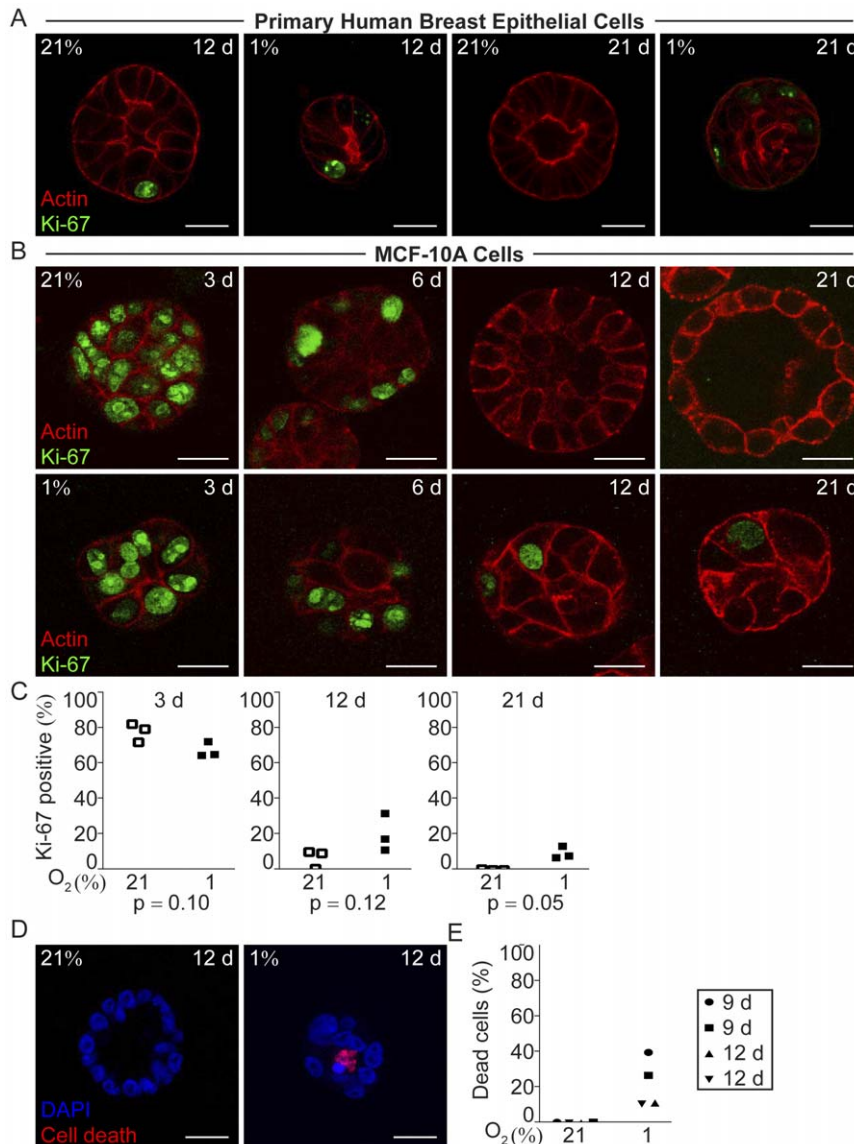 A
Primary Human Breast Epithelial Cells
21% 12 d 1% 12 d 21% 21 d 1% 21 d
Actin
Ki-67
B
MCF-10A Cells
21% 3 d 6 d 12 d 21 d
Actin
Ki-67
1% 3 d 6 d 12 d 21 d
Actin
Ki-67
C
Ki-67 positive (%)
100 3 d 100 12 d 100 21 d
80 80 80
60 60 60
40 40 40
20 20 20
0 0 0
O2(%) 21 1 21 1 21 1
p = 0.10 p = 0.12 p = 0.05
D
21% 12 d 1% 12 d
DAPI
Cell death
E
Dead cells (%)
100
80
60
40
20
0
O2(%) 21 1
9 d
9 d
12 d
12 d